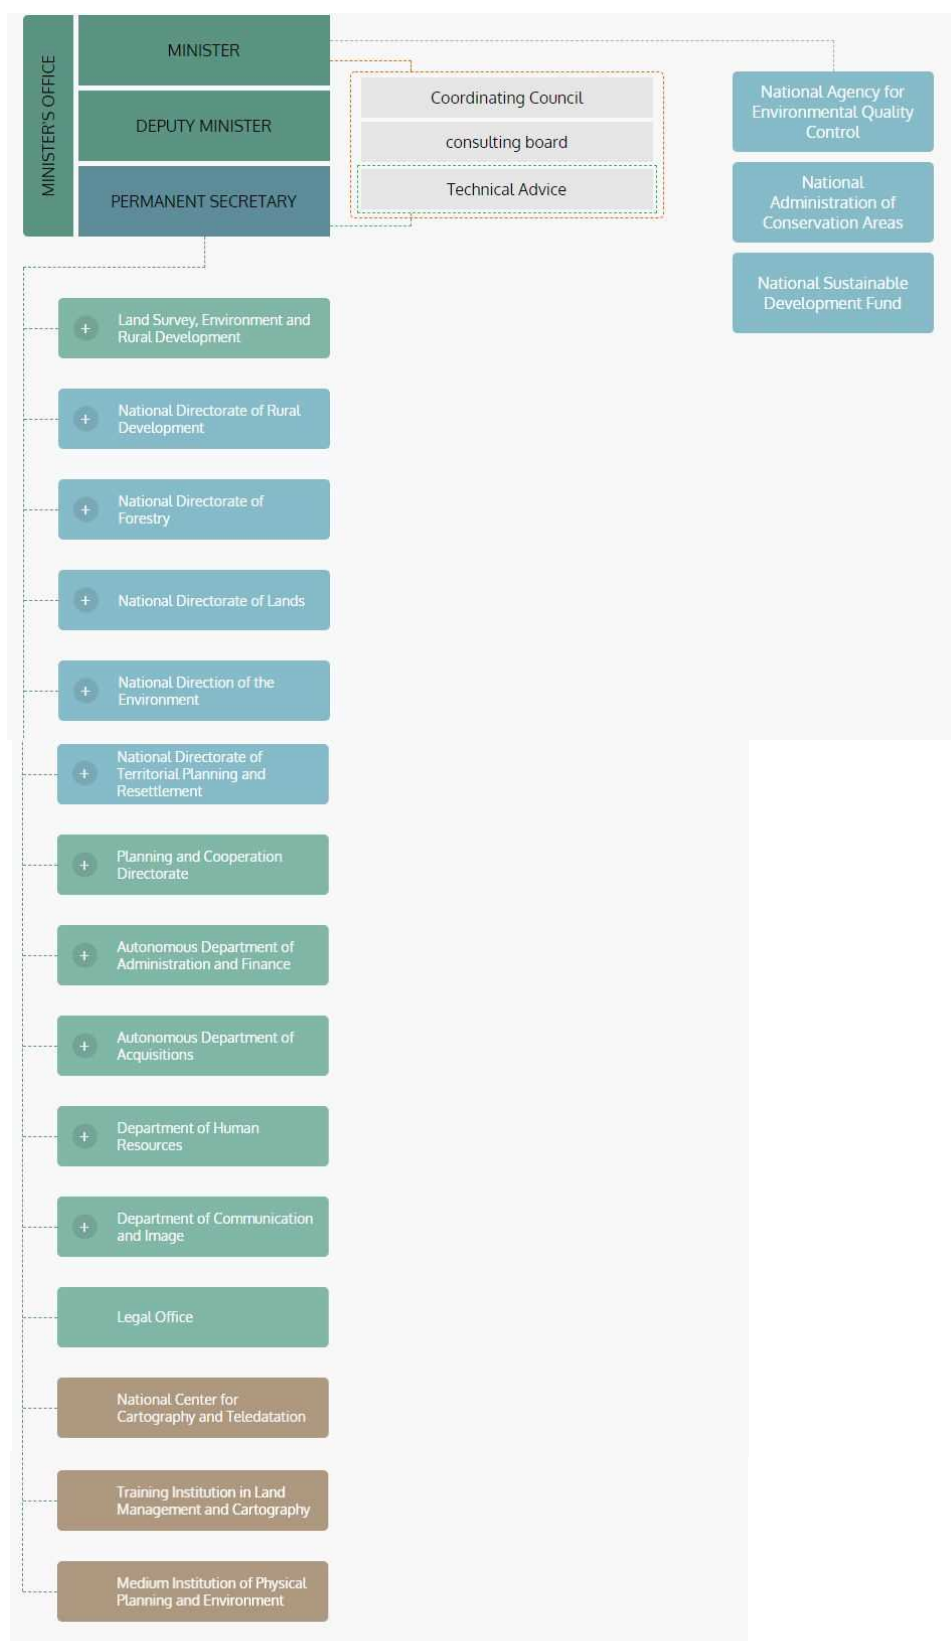 MINISTER'S OFFICE
MINISTER
DEPUTY MINISTER
PERMANENT SECRETARY
Coordinating Council
consulting board
Technical Advice
National Agency for
Environmental Quality
Control
National
Administration of
Conservation Areas
National Sustainable
Development Fund
+
Land Survey, Environment and
Rural Development
+
National Directorate of Rural
Development
+
National Directorate of
Forestry
+
National Directorate of Lands
+
National Direction of the
Environment
+
National Directorate of
Territorial Planning and
Resettlement
+
Planning and Cooperation
Directorate
+
Autonomous Department of
Administration and Finance
+
Autonomous Department of
Acquisitions
+
Department of Human
Resources
+
Department of Communication
and Image
Legal Office
National Center for
Cartography and Teledatation
Training Institution in Land
Management and Cartography
Medium Institution of Physical
Planning and Environment